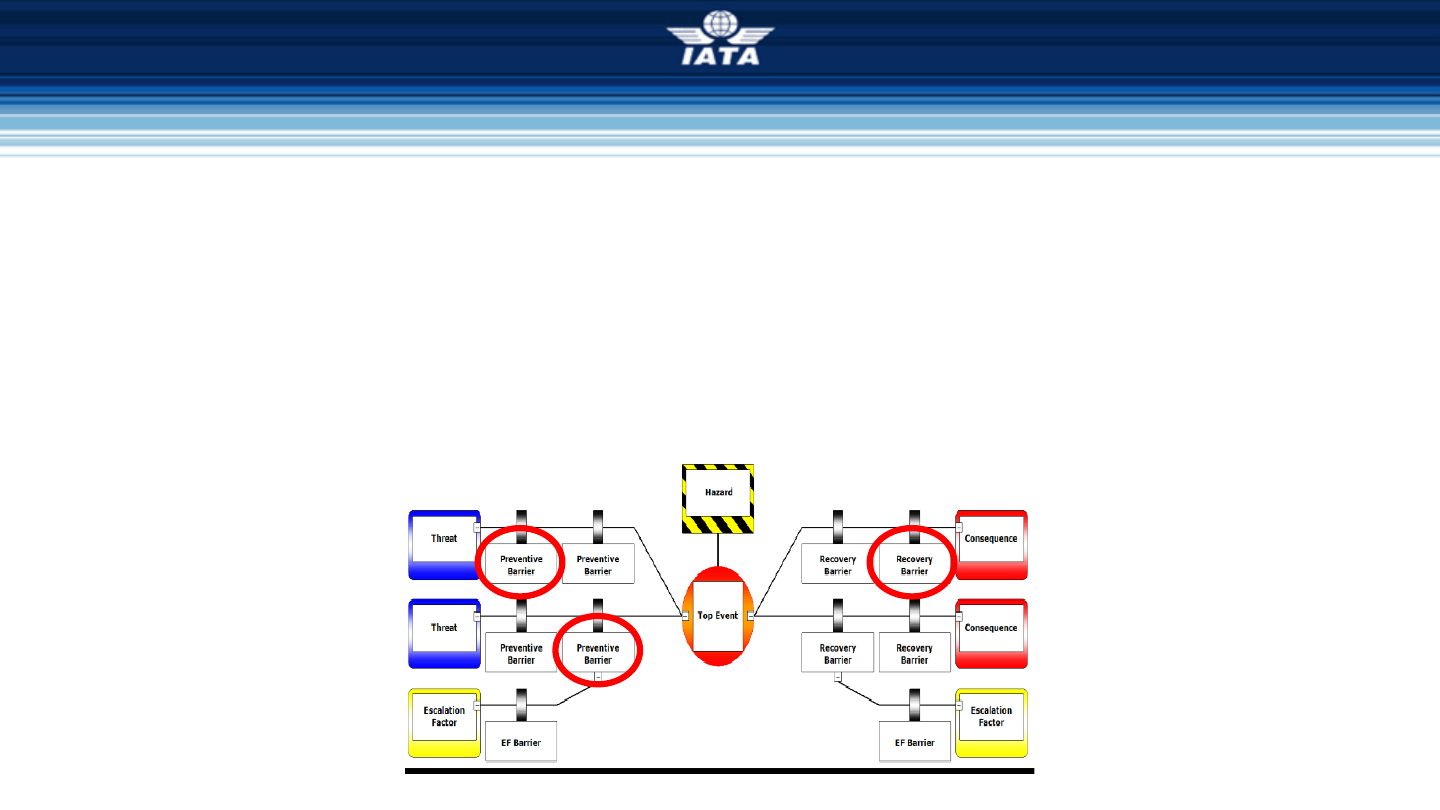 IATA
Hazard
Threat
Preventive
Barrier
Preventive
Barrier
Recovery
Barrier
Recovery
Barrier
Consequence
Top Event
Threat
Preventive
Barrier
Preventive
Barrier
Recovery
Barrier
Recovery
Barrier
Consequence
Escalation
Factor
EF Barrier
EF Barrier
Escalation
Factor